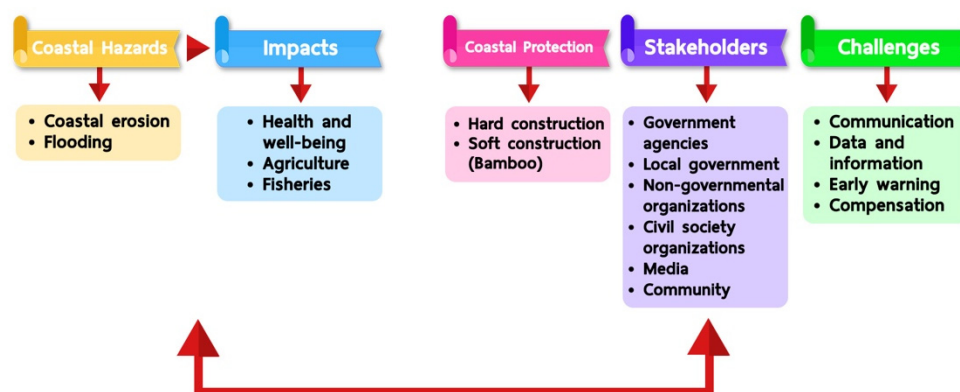 Coastal Hazards
Impacts
Coastal Protection
Stakeholders
Challenges
• Coastal erosion
• Flooding
• Health and
well-being
• Agriculture
• Fisheries
• Hard construction
• Soft construction
(Bamboo)
• Government
agencies
• Local government
• Non-governmental
organizations
• Civil society
organizations
• Media
• Community
• Communication
• Data and
information
• Early warning
• Compensation